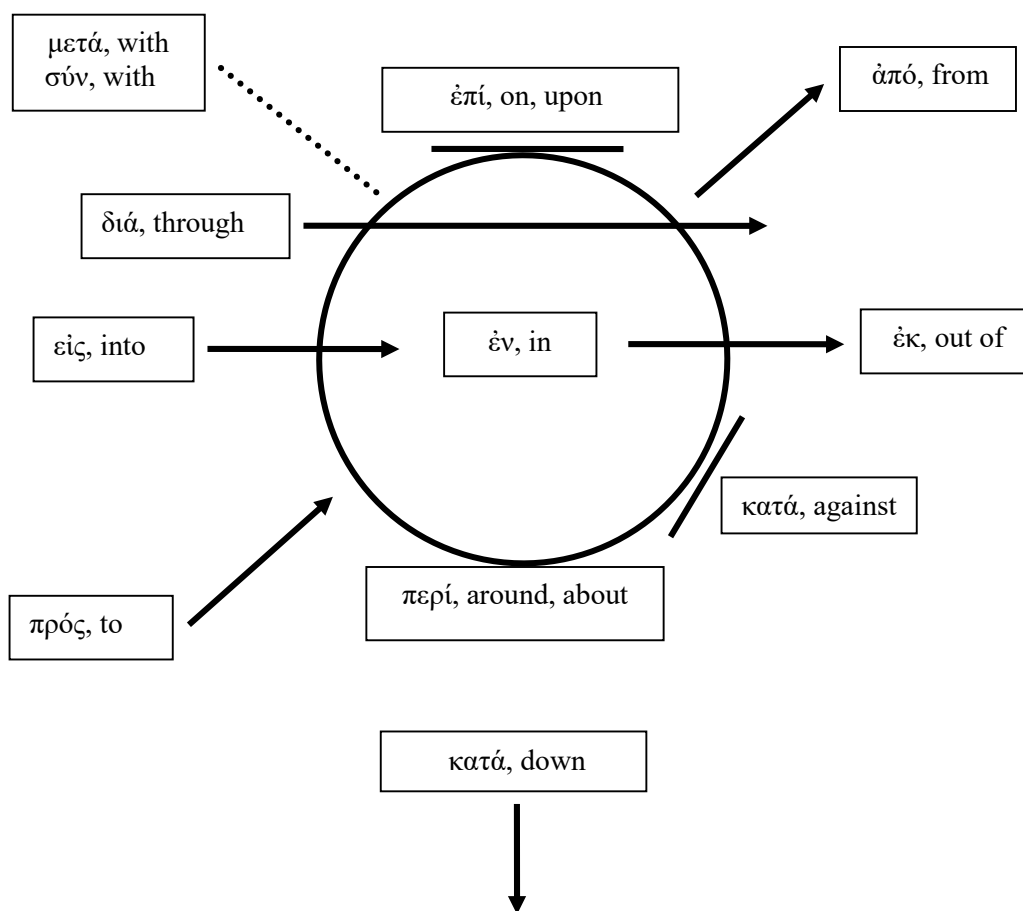 μετά, with
σύν, with
ἐπί, on, upon
ἀπό, from
διά, through
εἰς, into
ἐν, in
ἐκ, out of
κατά, against
περί, around, about
πρός, to
κατά, down